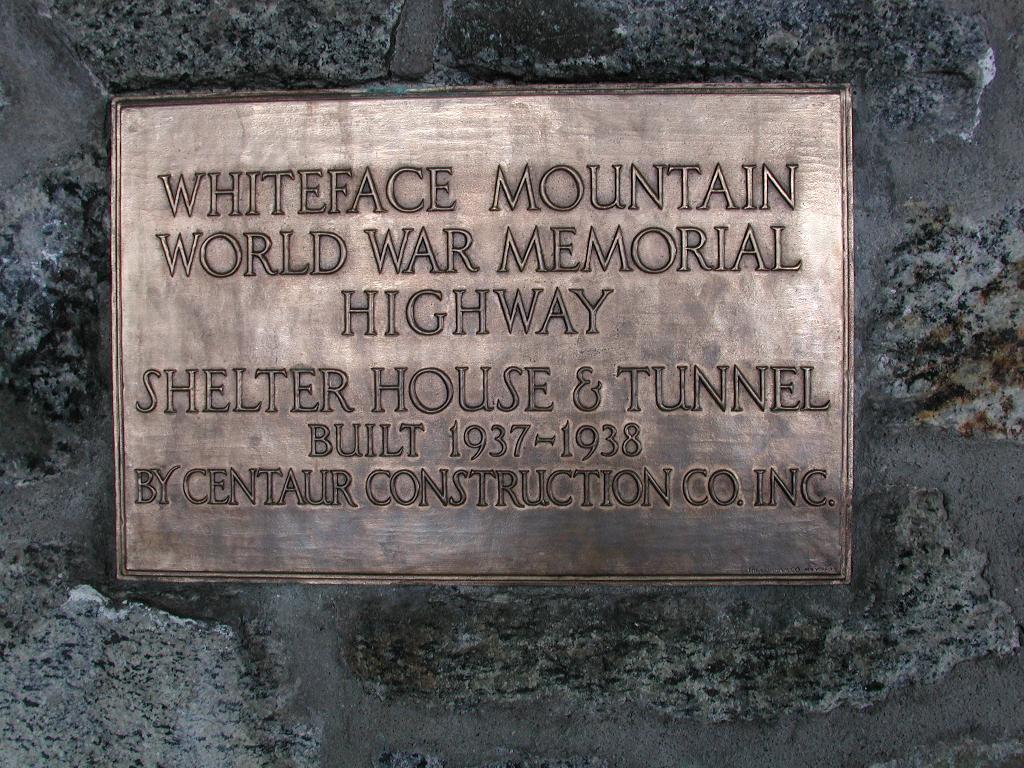 WHITEFACE MOUNTAIN
WORLD WAR MEMORIAL
HIGHWAY
SHELTER HOUSE & TUNNEL
BUILT 1937-1938
BY CENTAUR CONSTRUCTION CO. INC.